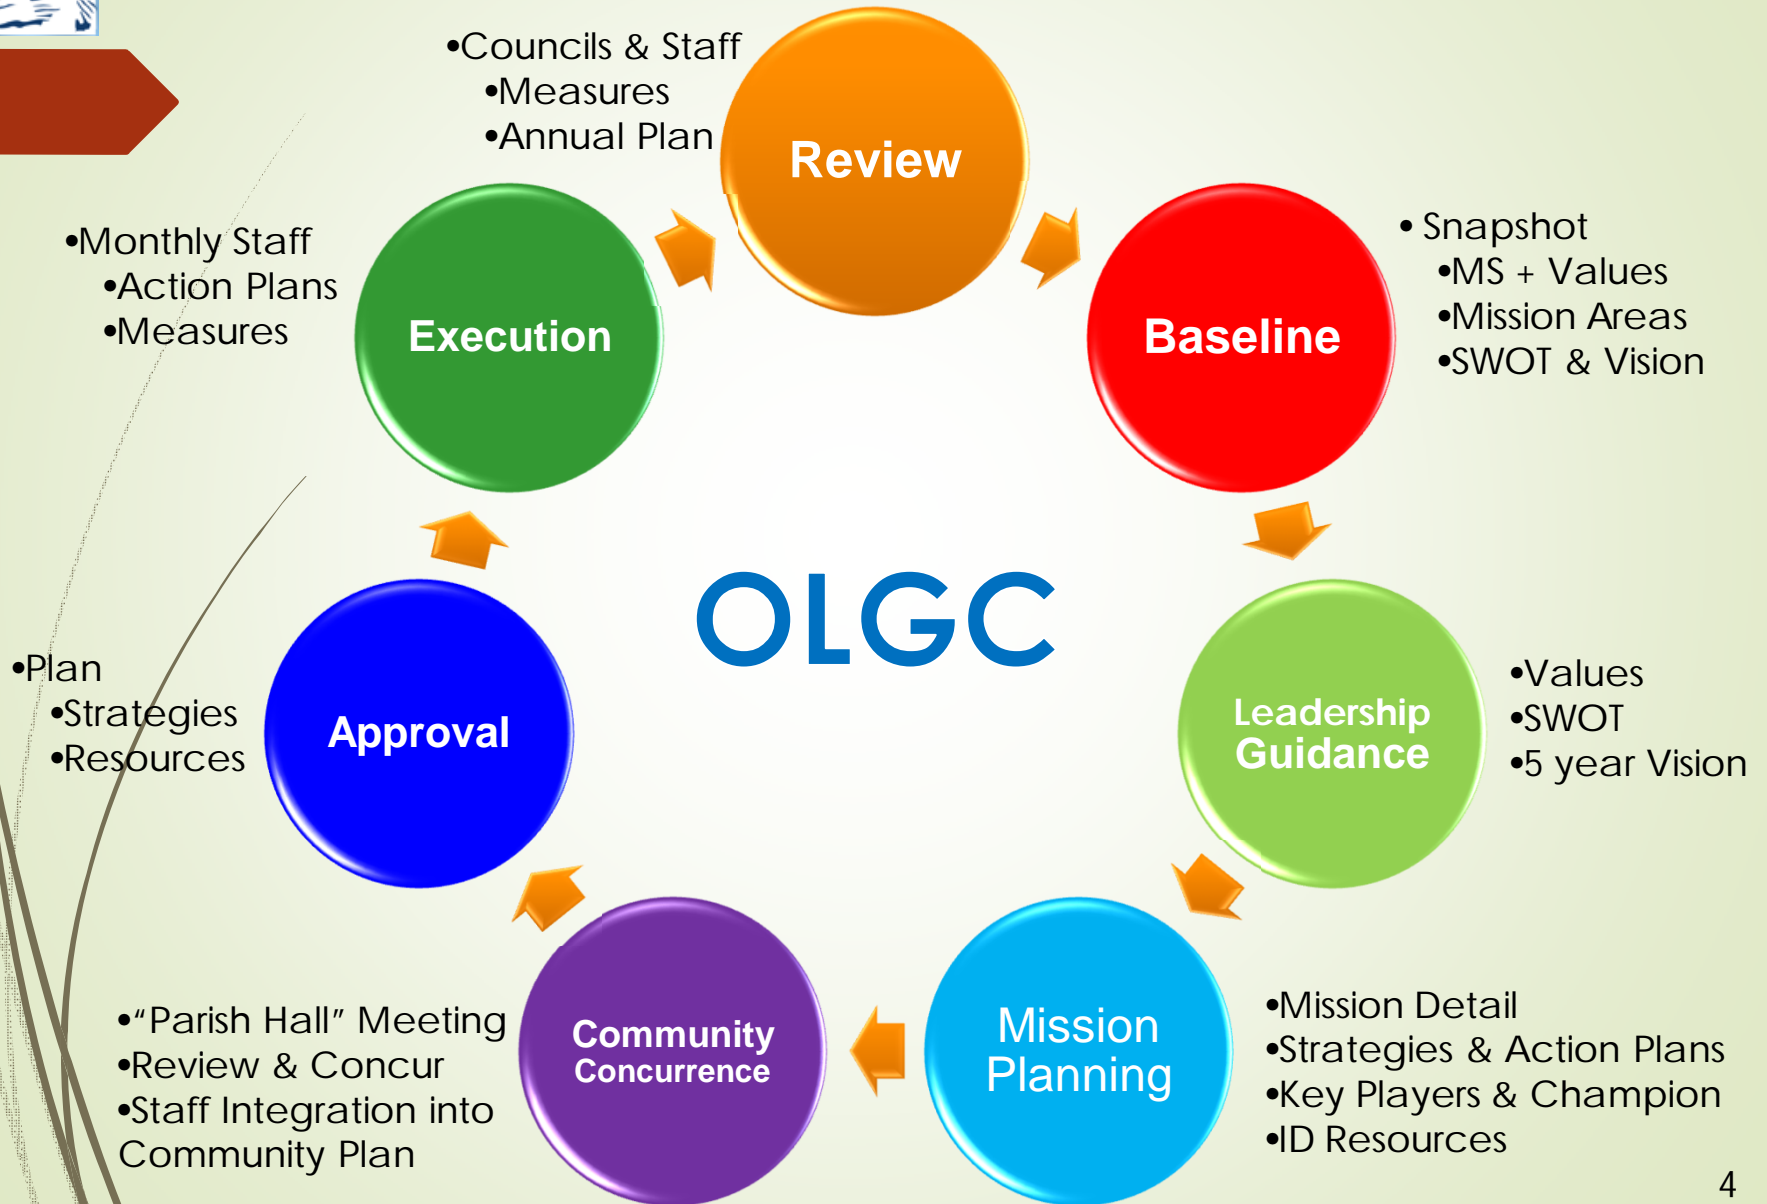 •Councils & Staff
•Measures
•Annual Plan
Review
•Monthly Staff
•Action Plans
•Measures
Execution
Baseline
• Snapshot
•MS + Values
•Mission Areas
•SWOT & Vision
OLGC
•Plan
•Strategies
•Resources
Approval
Leadership
Guidance
•Values
•SWOT
•5 year Vision
•“Parish Hall” Meeting
•Review & Concur
•Staff Integration into
Community Plan
Community
Concurrence
Mission
Planning
•Mission Detail
•Strategies & Action Plans
•Key Players & Champion
•ID Resources
4